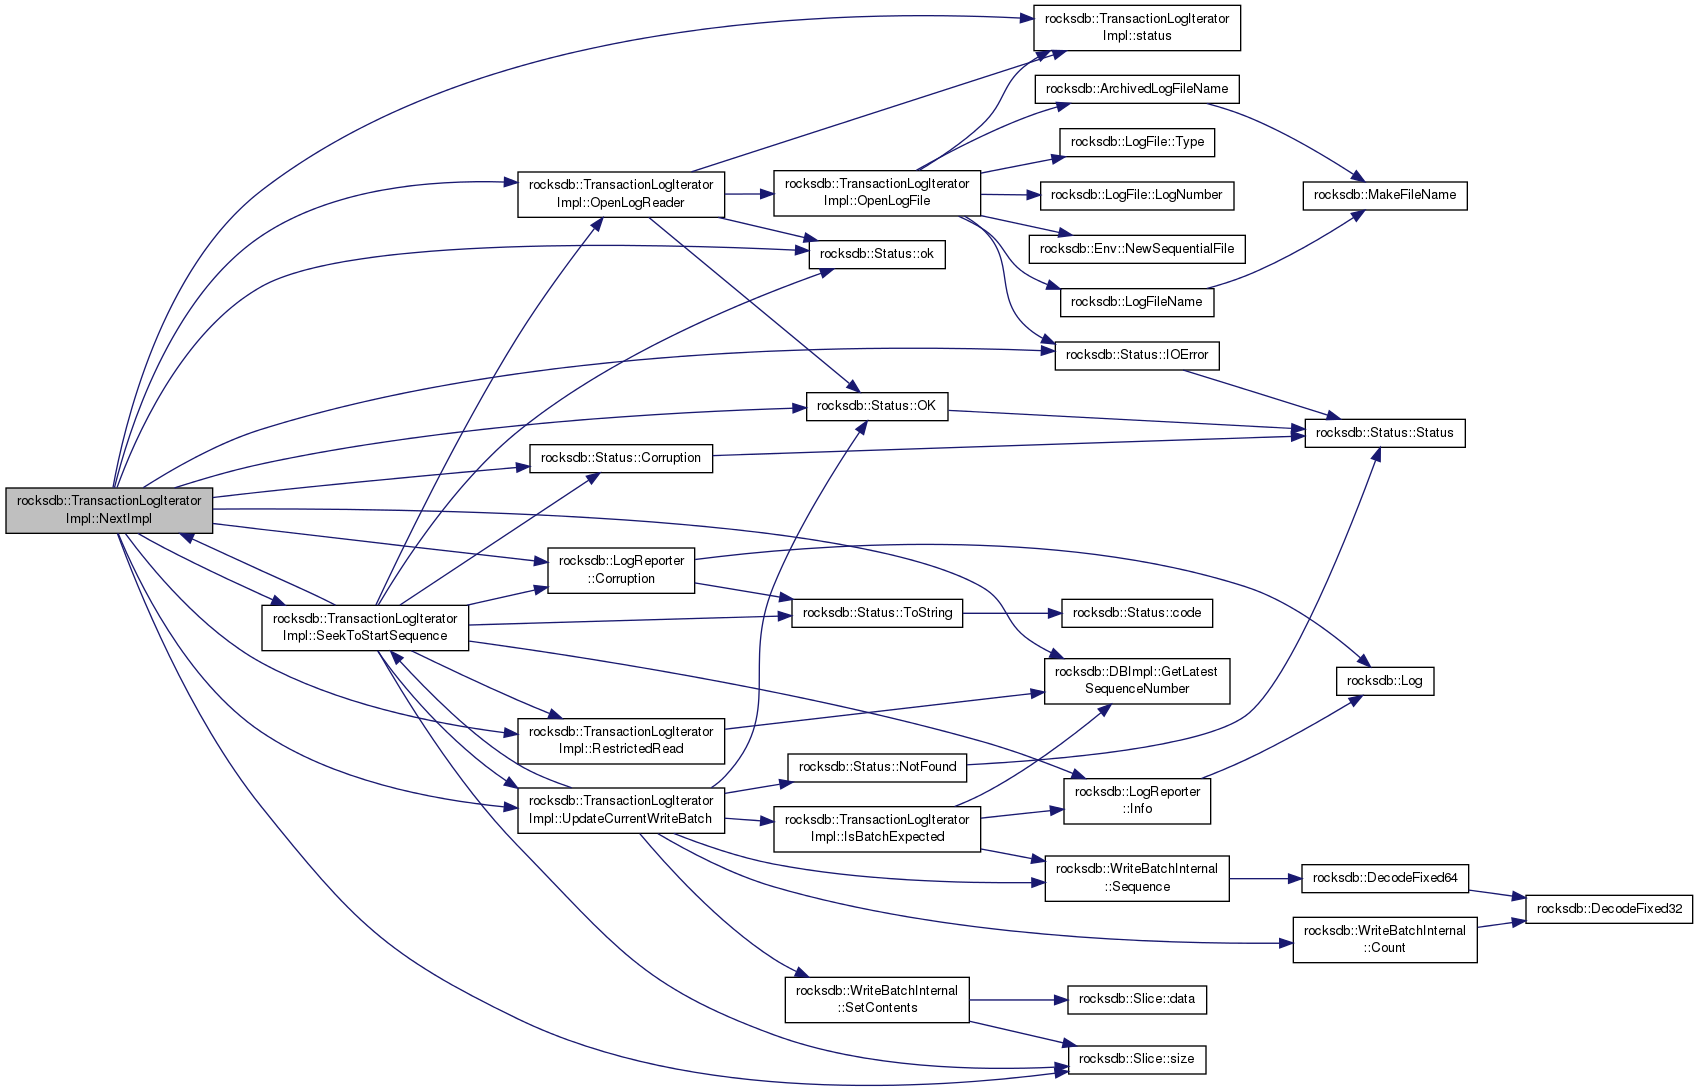 rocksdb::TransactionLogIterator
Impl::NextImpl
rocksdb::TransactionLogIterator
Impl::SeekToStartSequence
rocksdb::TransactionLogIterator
Impl::OpenLogReader
rocksdb::Status::Corruption
rocksdb::LogReporter
::Corruption
rocksdb::TransactionLogIterator
Impl::RestrictedRead
rocksdb::TransactionLogIterator
Impl::UpdateCurrentWriteBatch
rocksdb::TransactionLogIterator
Impl::OpenLogFile
rocksdb::Status::ok
rocksdb::Status::OK
rocksdb::Status::ToString
rocksdb::Status::NotFound
rocksdb::TransactionLogIterator
Impl::IsBatchExpected
rocksdb::WriteBatchInternal
::SetContents
rocksdb::TransactionLogIterator
Impl::status
rocksdb::ArchivedLogFileName
rocksdb::LogFile::Type
rocksdb::LogFile::LogNumber
rocksdb::Env::NewSequentialFile
rocksdb::LogFileName
rocksdb::Status::IOError
rocksdb::Status::code
rocksdb::DBImpl::GetLatest
SequenceNumber
rocksdb::LogReporter
::Info
rocksdb::WriteBatchInternal
::Sequence
rocksdb::Slice::data
rocksdb::Slice::size
rocksdb::MakeFileName
rocksdb::Status::Status
rocksdb::Log
rocksdb::DecodeFixed64
rocksdb::WriteBatchInternal
::Count
rocksdb::DecodeFixed32